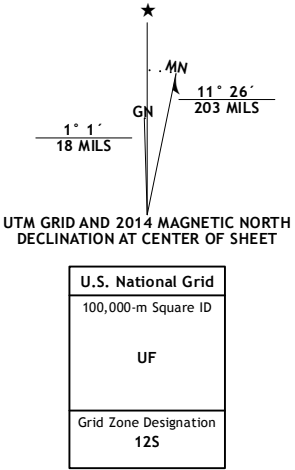 MN
GN
11° 26´
203 MILS
1° 1´
18 MILS
UTM GRID AND 2014 MAGNETIC NORTH
DECLINATION AT CENTER OF SHEET
U.S. National Grid
100,000-m Square ID
UF
Grid Zone Designation
12S